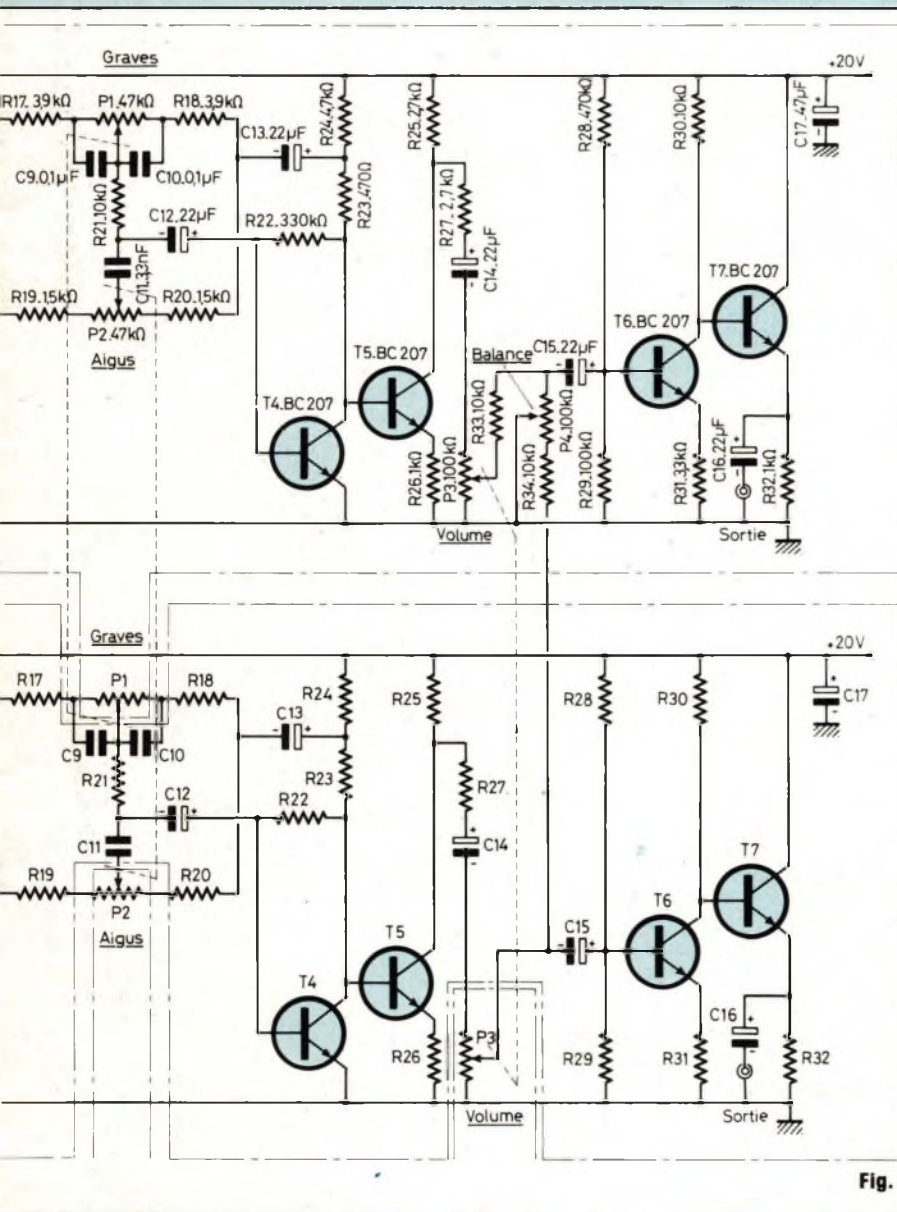 Graves
+20V
R17.3,9kΩ
P1.47kΩ
R18.3,9kΩ
C9.0,1µF
C10.0,1µF
R21.10kΩ
C11.33nF
C12.22µF
C13.22µF
R22.330kΩ
R24.47kΩ
R23.470Ω
R19.1,5kΩ
P2.47kΩ
R20.1,5kΩ
Aigus
T4.BC 207
T5.BC 207
R25.2,7kΩ
R27.2,7kΩ
C14.22µF
R26.1kΩ
P3.100kΩ
Volume
R33.10kΩ
Balance
R34.10kΩ
P4.100kΩ
C15.22µF
R28.470kΩ
R29.100kΩ
R30.10kΩ
T6.BC 207
R31.33kΩ
T7.BC 207
C16.22µF
R32.1kΩ
C17.47µF
Sortie
Graves
+20V
R17
P1
R18
C9
C10
R21
C11
C12
C13
R22
R24
R23
R19
P2
R20
Aigus
T4
T5
R25
R27
C14
R26
P3
Volume
C15
R28
R29
R30
T6
R31
T7
C16
R32
C17
Sortie
Fig.